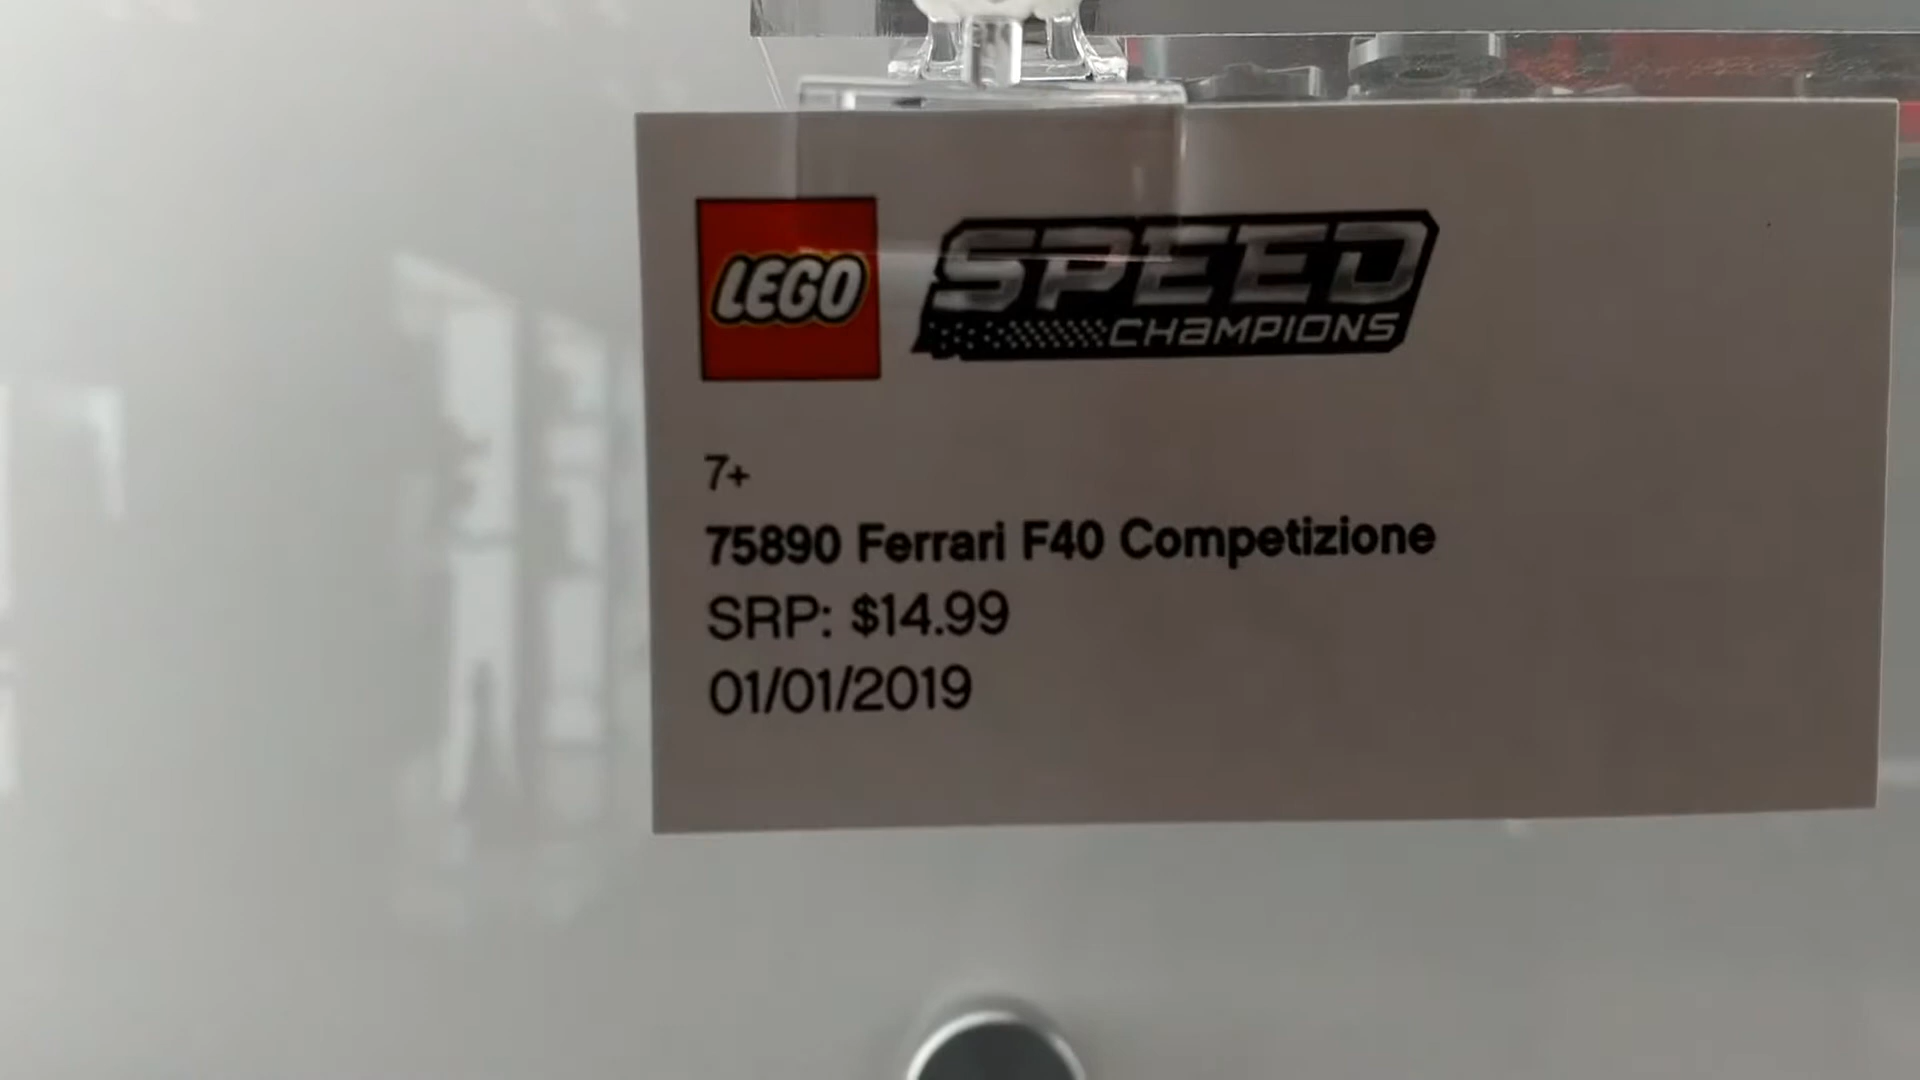 LEGO
SPEED
CHAMPIONS
7+
75890 Ferrari F40 Competizione
SRP: $14.99
01/01/2019